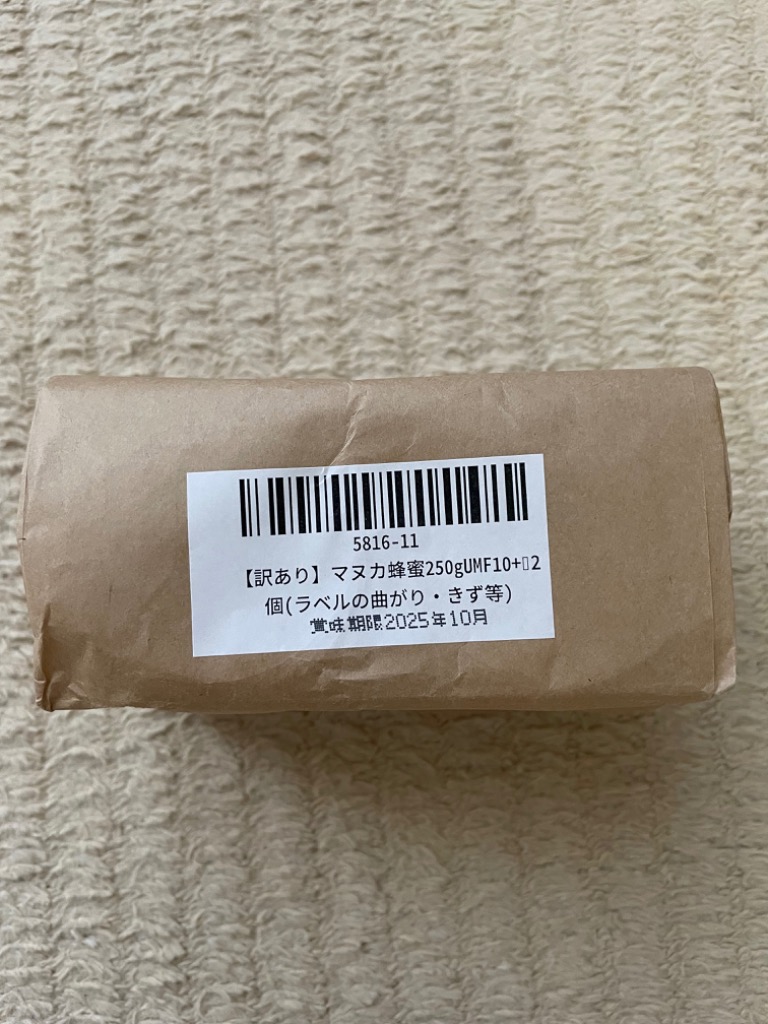 5816-11
【訳あり】マヌカ蜂蜜250gUMF10+▯2
個(ラベルの曲がり・きず等)
賞味期限2025年10月